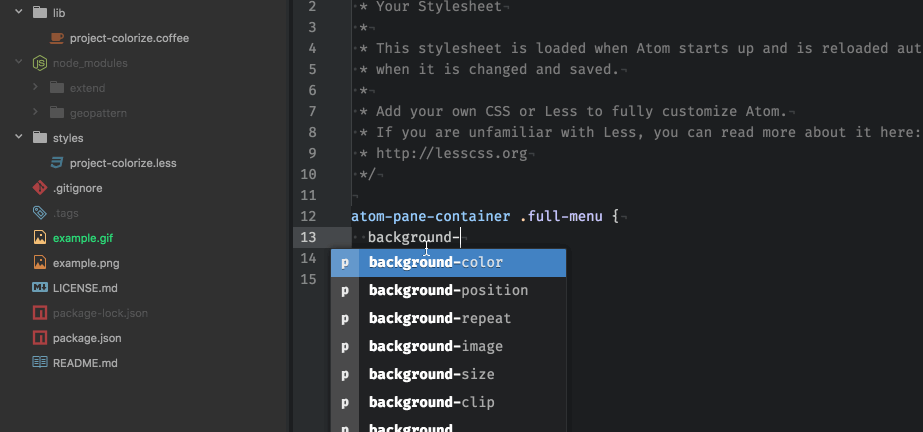 lib
project-colorize.coffee
node_modules
extend
geopattern
styles
project-colorize.less
.gitignore
.tags
example.gif
example.png
LICENSE.md
package-lock.json
package.json
README.md
2 * Your Stylesheet
3 *
4 * This stylesheet is loaded when Atom starts up and is reloaded aut
5 * when it is changed and saved.
6 *
7 * Add your own CSS or Less to fully customize Atom.
8 * If you are unfamiliar with Less, you can read more about it here:
9 * http://lesscss.org
10 */
11
12 atom-pane-container .full-menu {
13 background-
14
15
p background-color
p background-position
p background-repeat
p background-image
p background-size
p background-clip